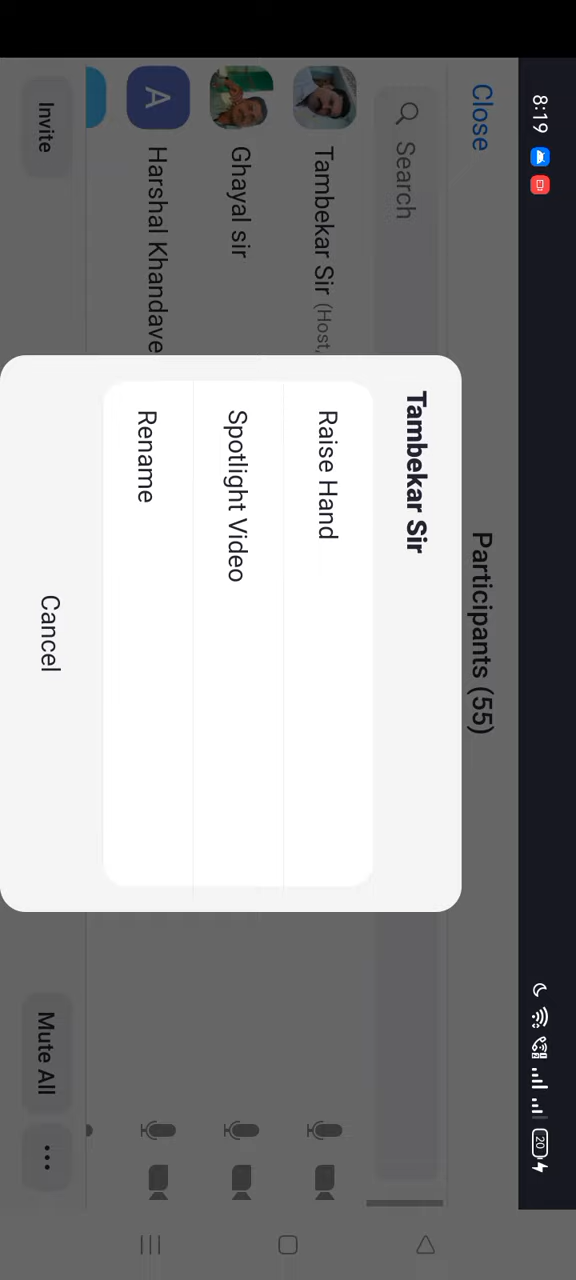 8:19
20
Close
Participants (55)
Search
Tambekar Sir (Host,
Ghayal sir
A
Harshal Khandave
Tambekar Sir
Raise Hand
Spotlight Video
Rename
Cancel
Invite
Mute All